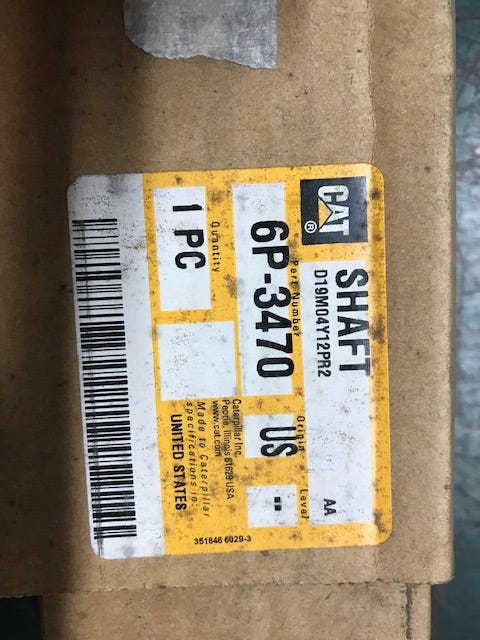 CAT®
SHAFT
D19M04Y12PR2
AA
Part Number
Origin
Level
6P-3470
US
Quantity
1 PC
Caterpillar Inc.
Peoria, Illinois 61629 USA
www.cat.com
Made to Caterpillar
specifications in:
UNITED STATES
351846 6029-3